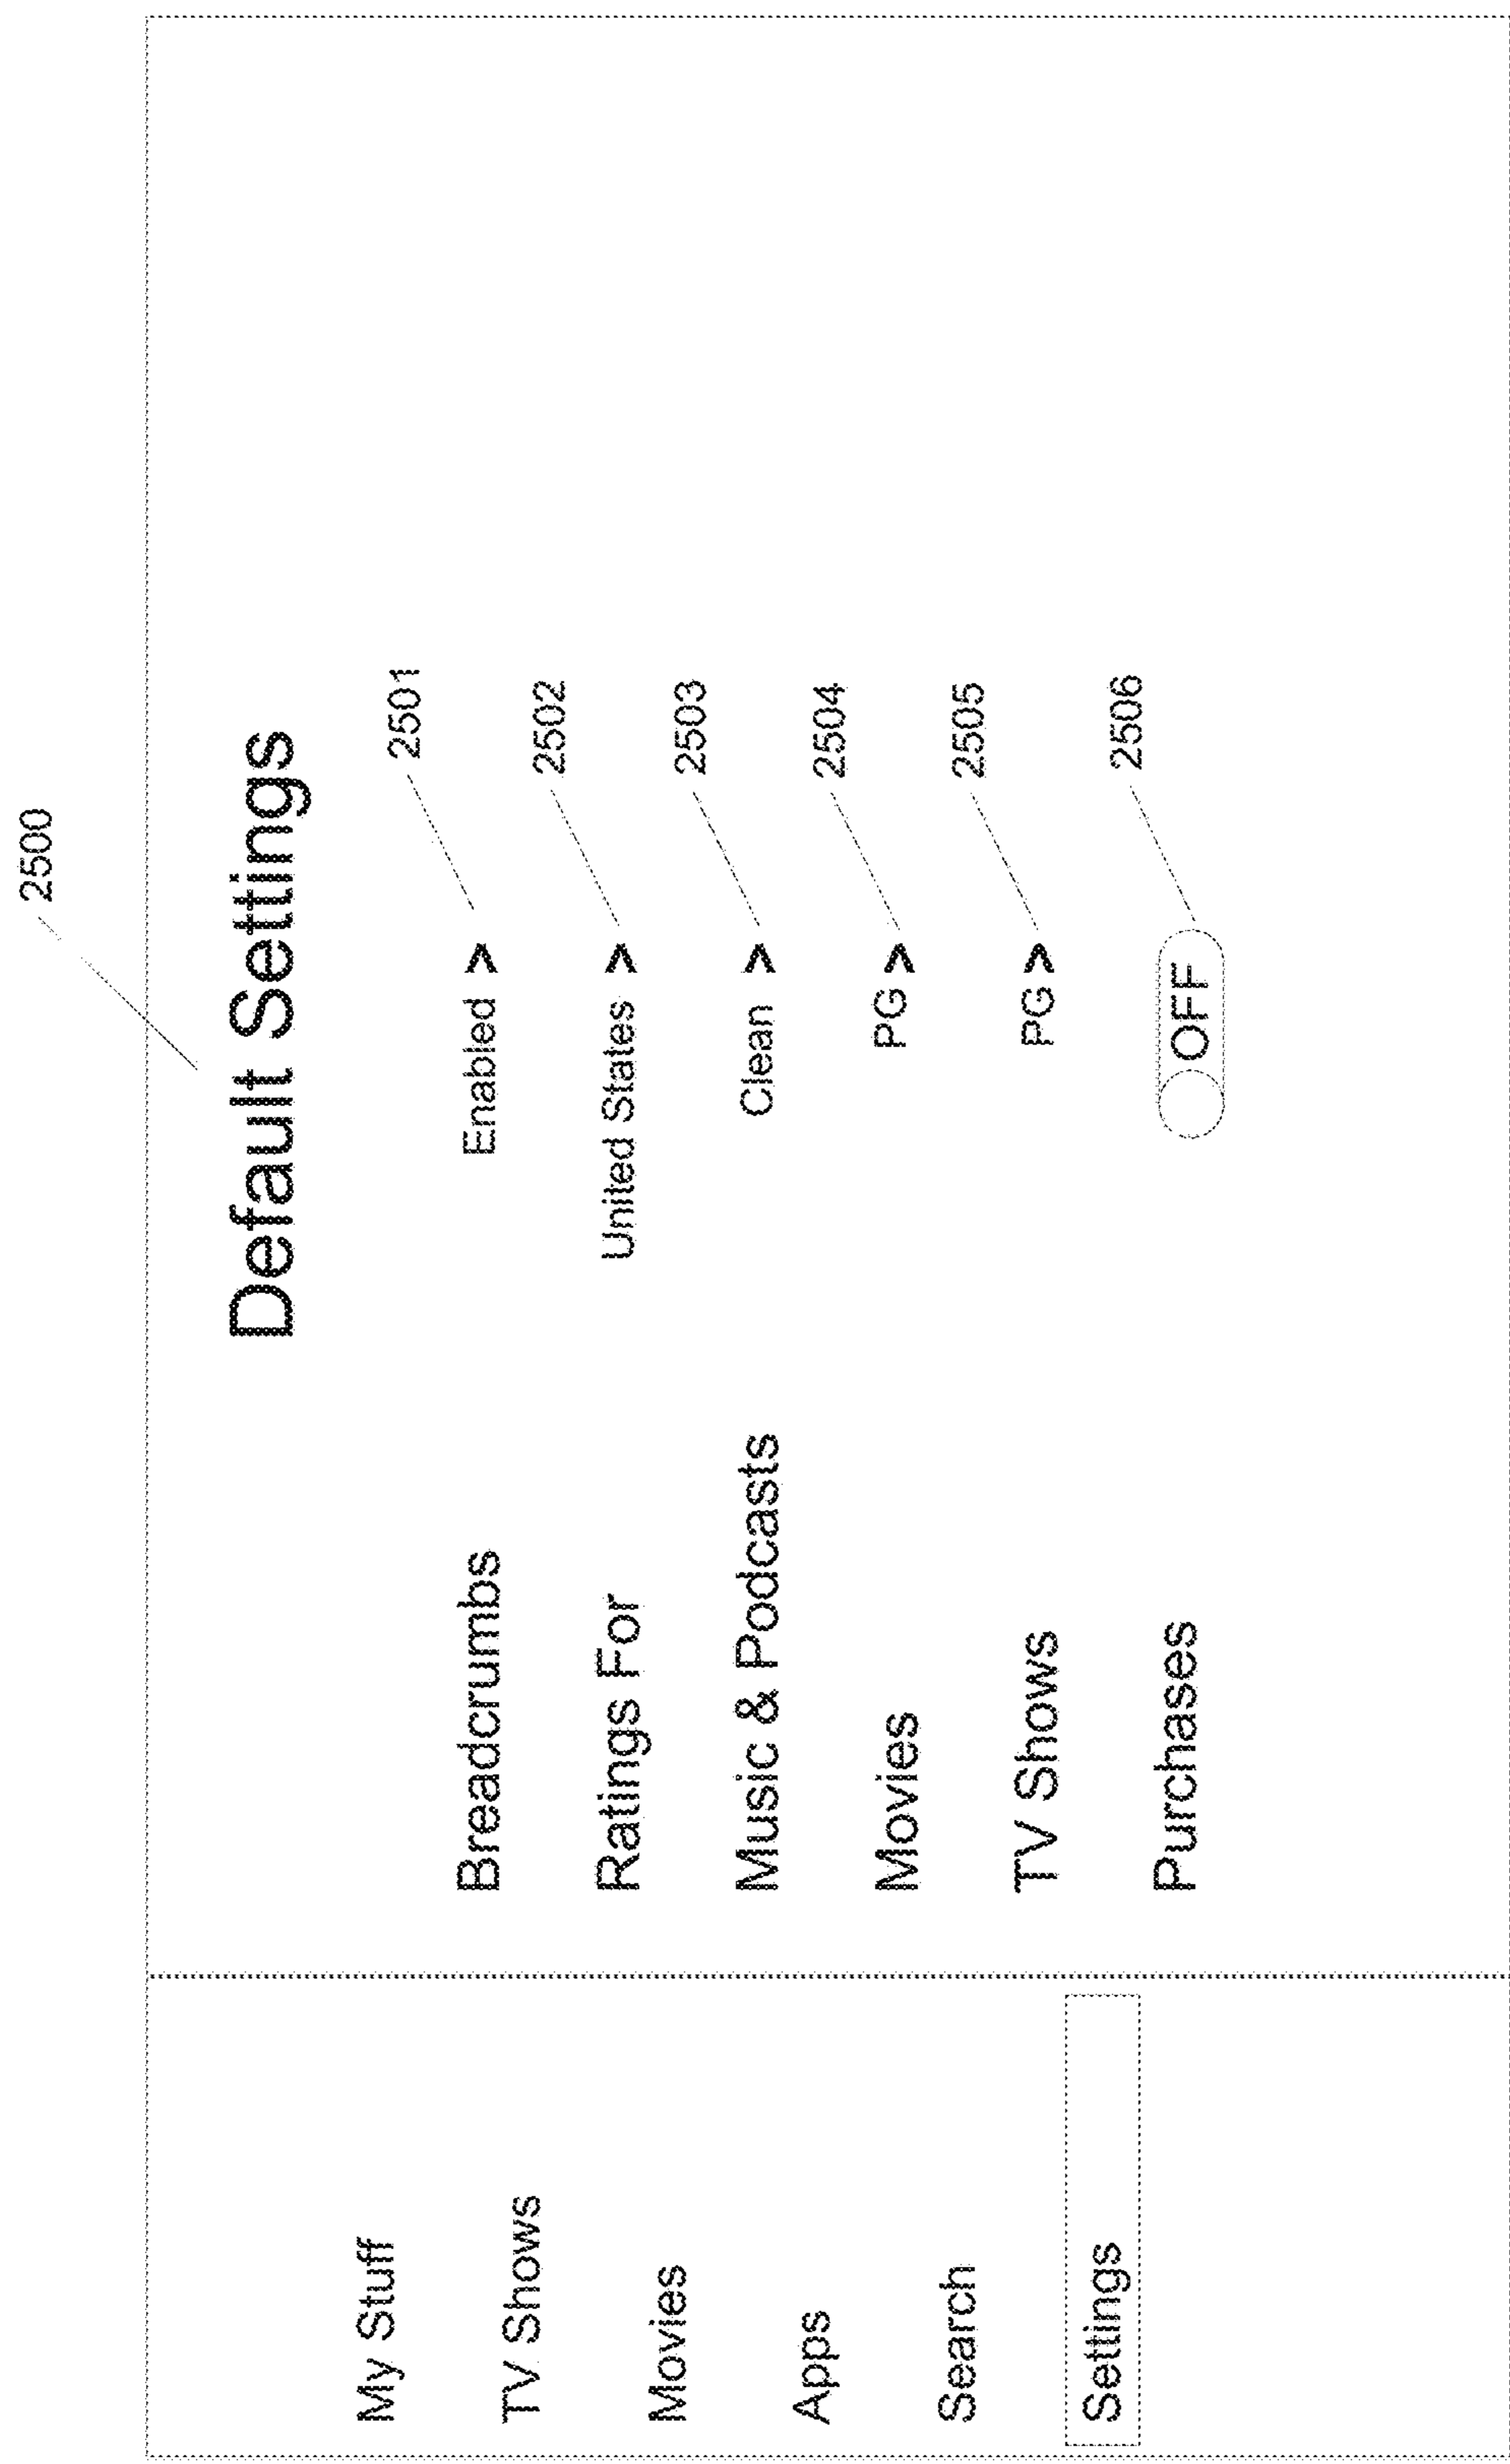 2500
Default Settings
My Stuff
TV Shows
Movies
Apps
Search
Settings
Breadcrumbs Enabled > 2501
Ratings For United States > 2502
Music & Podcasts Clean > 2503
Movies PG > 2504
TV Shows PG > 2505
Purchases OFF 2506